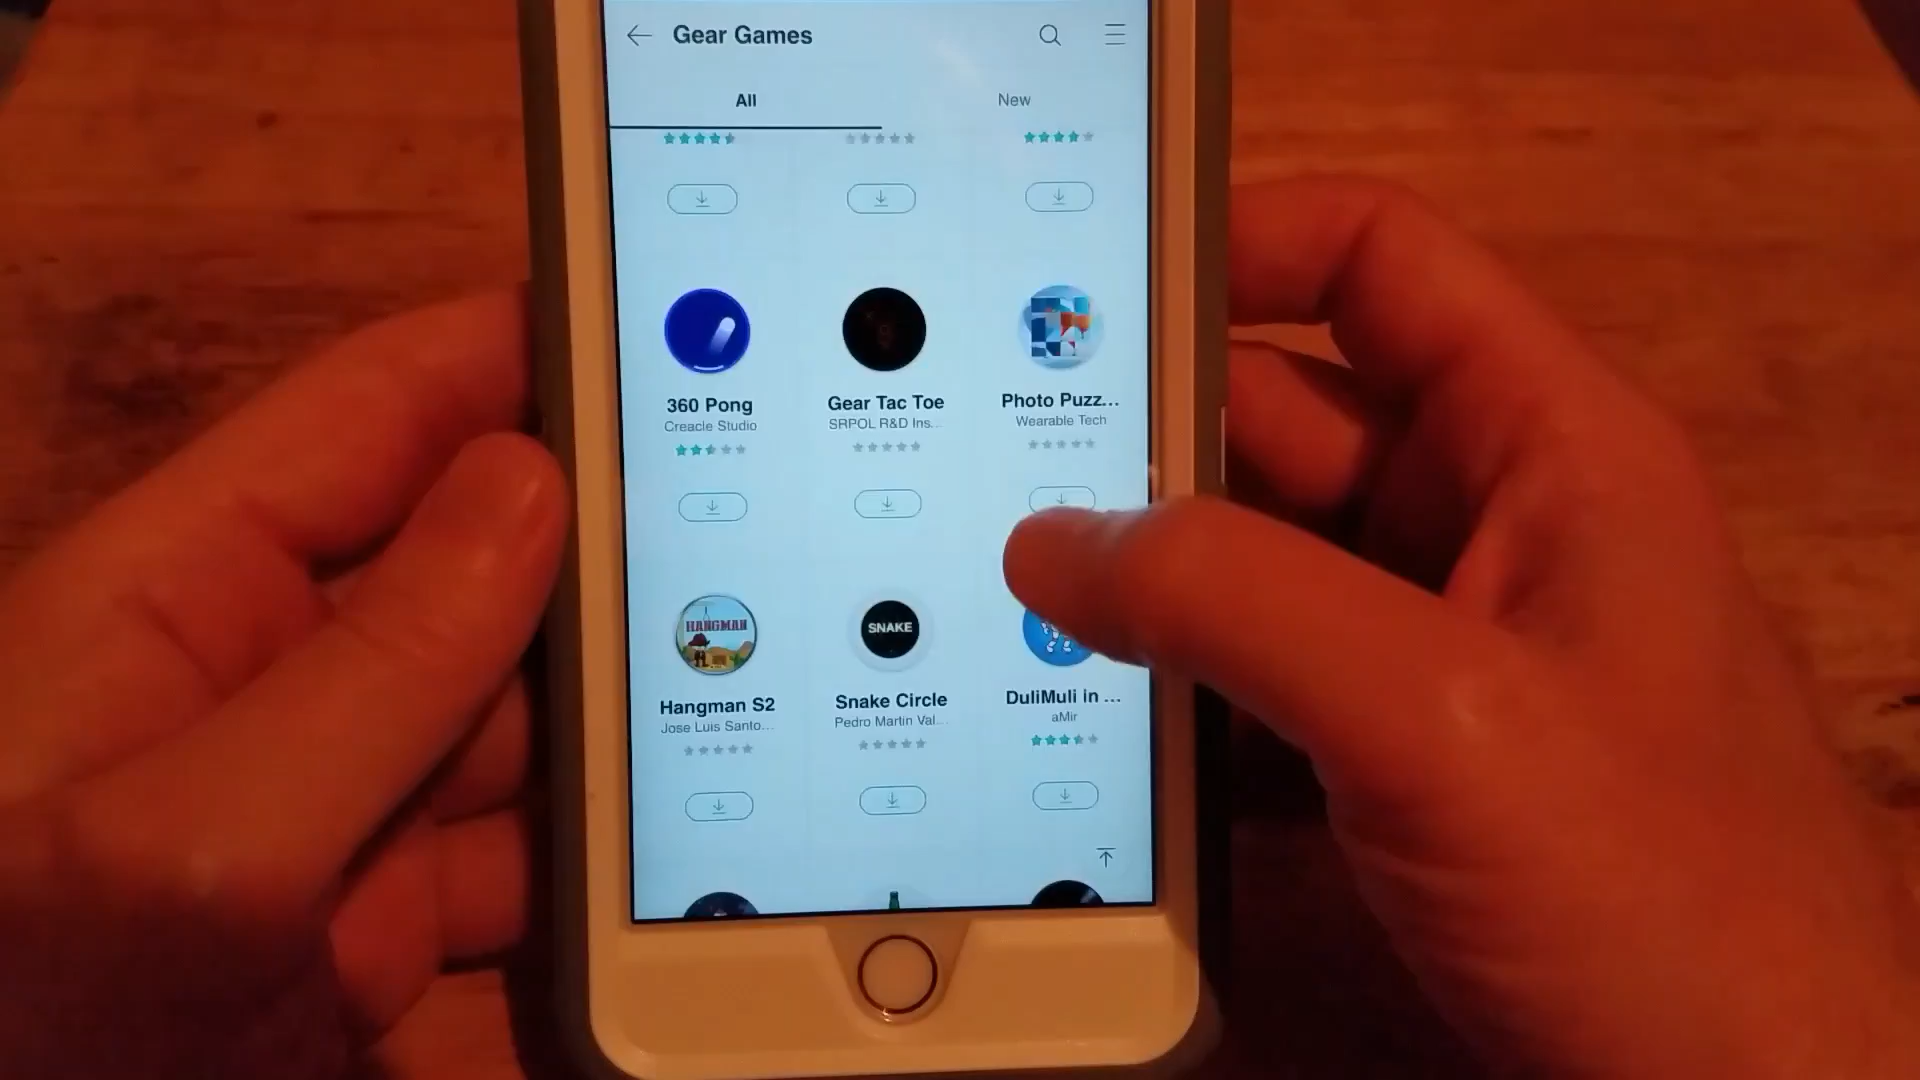 Gear Games
All
New
360 Pong
Creacle Studio
Gear Tac Toe
SRPOL R&D Ins...
Photo Puzz...
Wearable Tech
HANGMAN
Hangman S2
Jose Luis Santo...
SNAKE
Snake Circle
Pedro Martin Val...
DuliMuli in ...
aMir